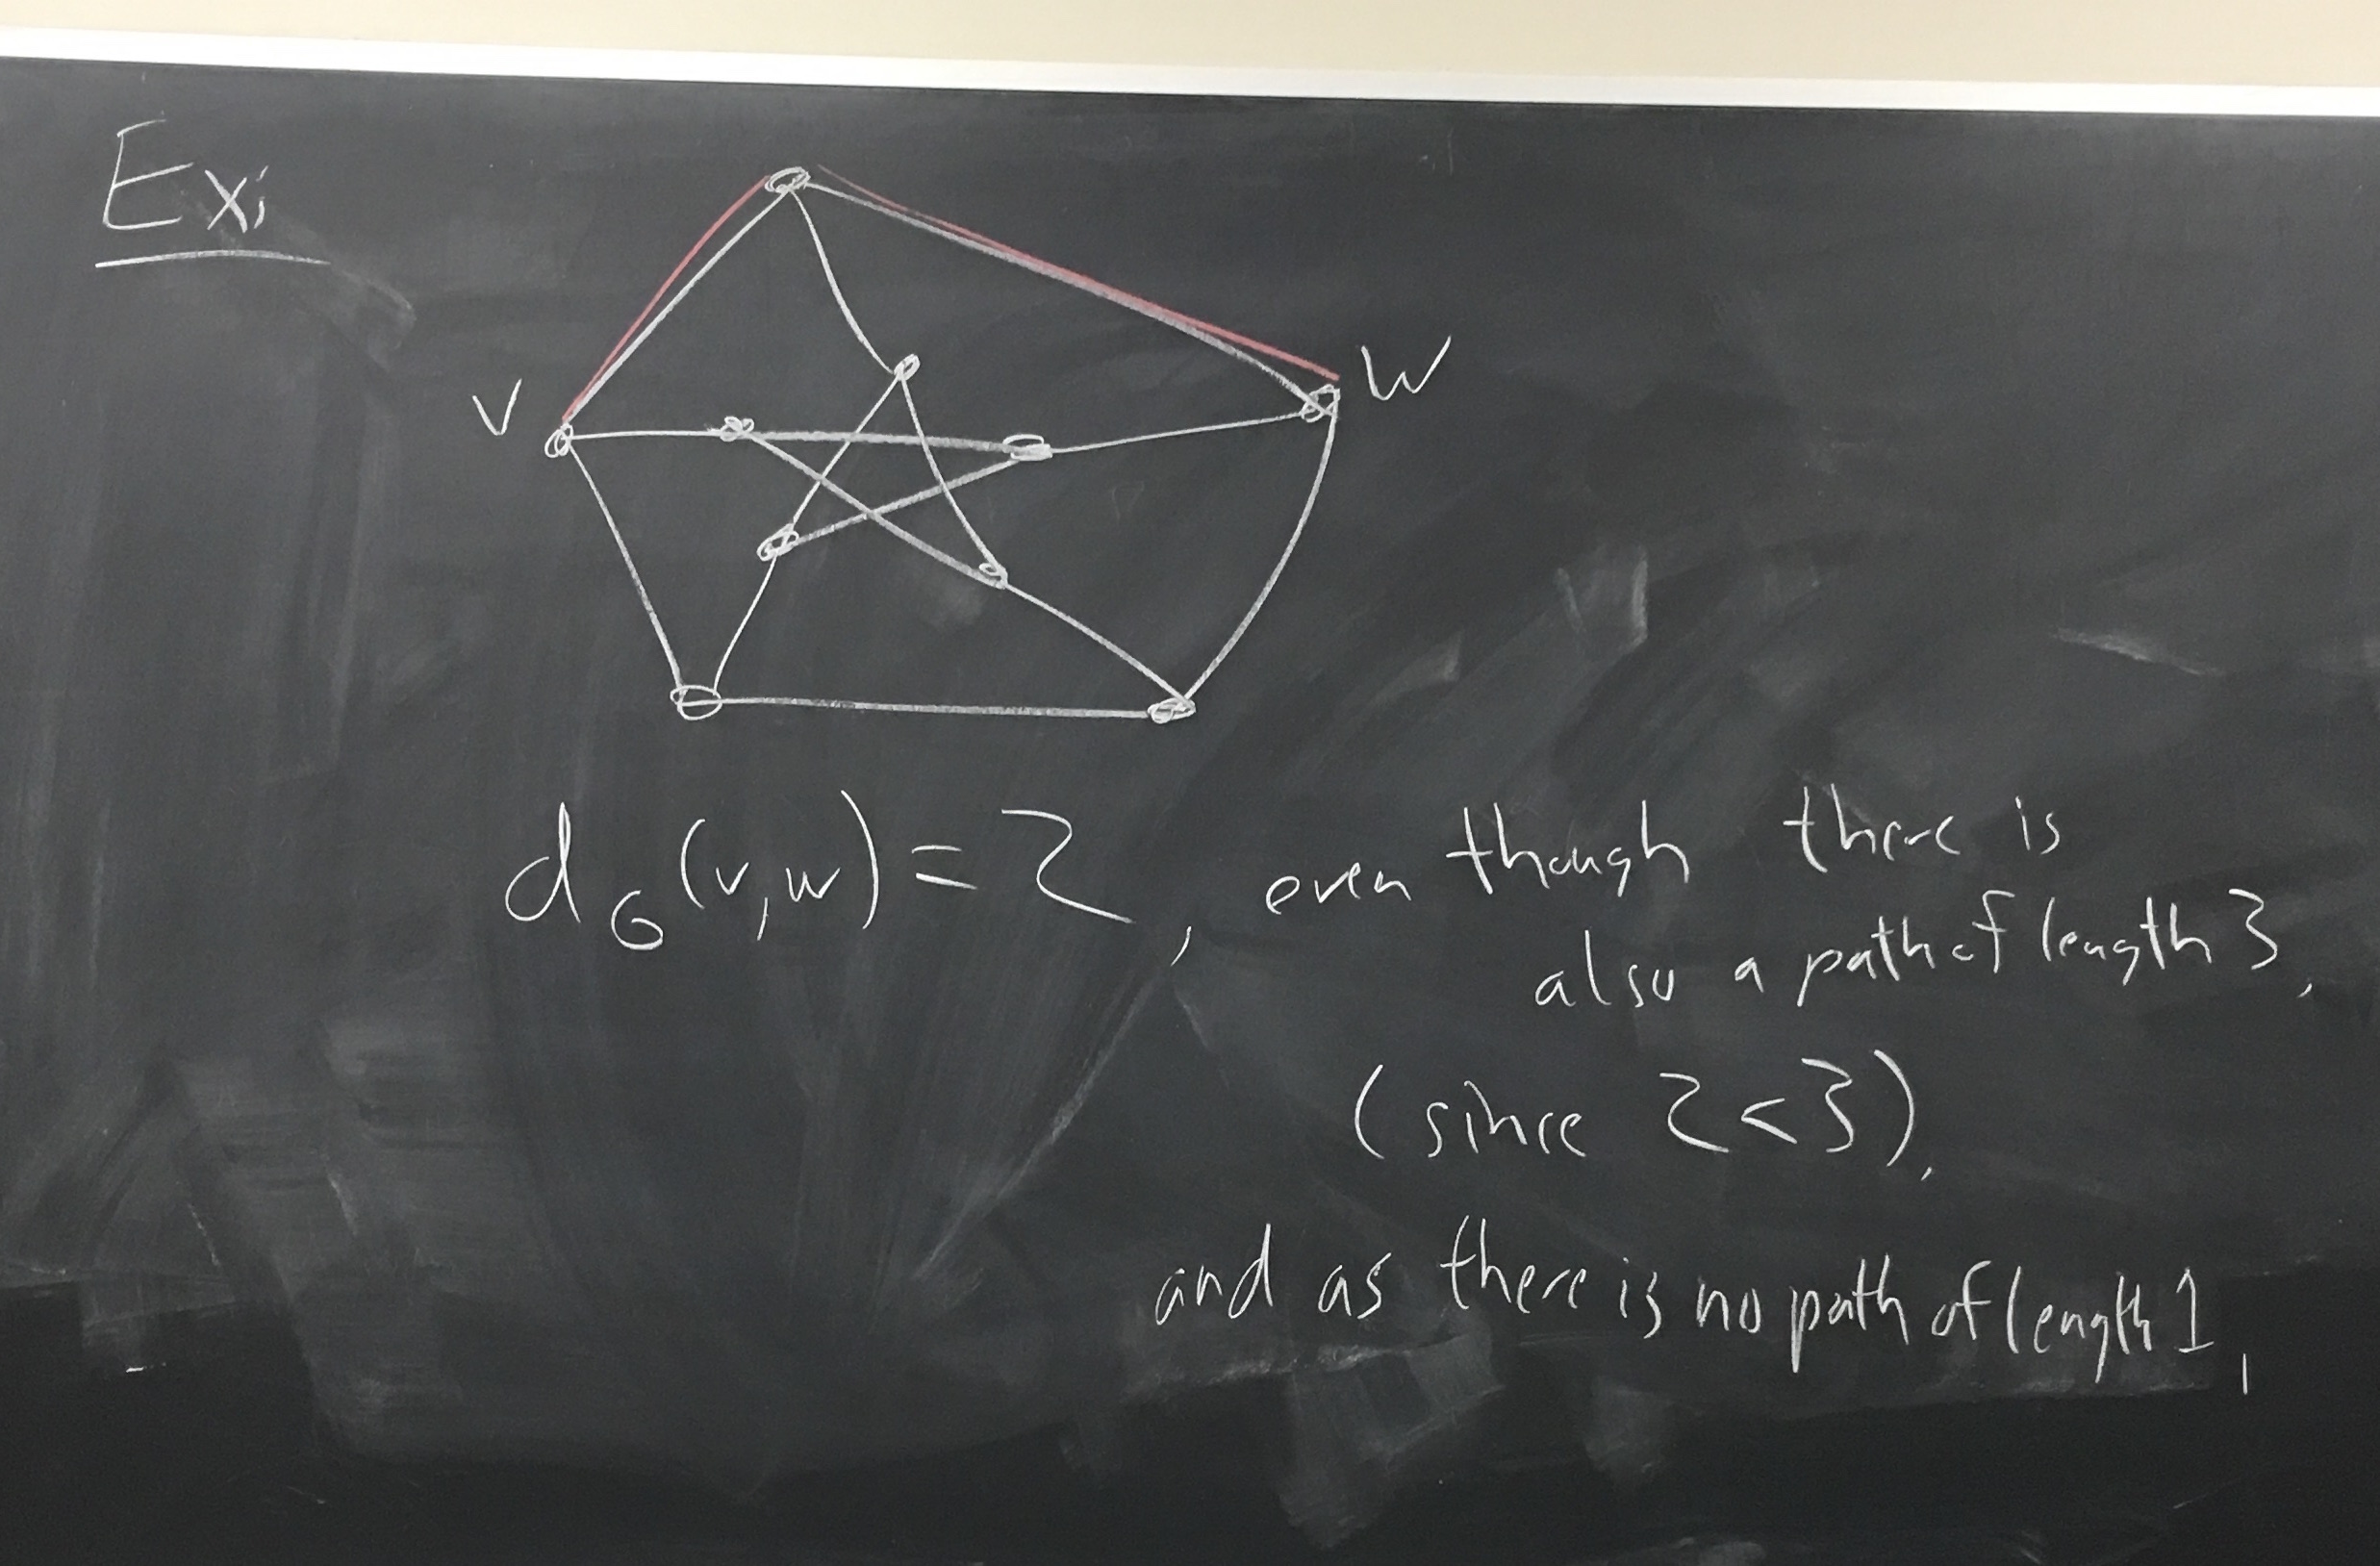 Ex:
v
w
d_G(v,w) = 2, even though there is
also a path of length 3,
(since 2<3),
and as there is no path of length 1,